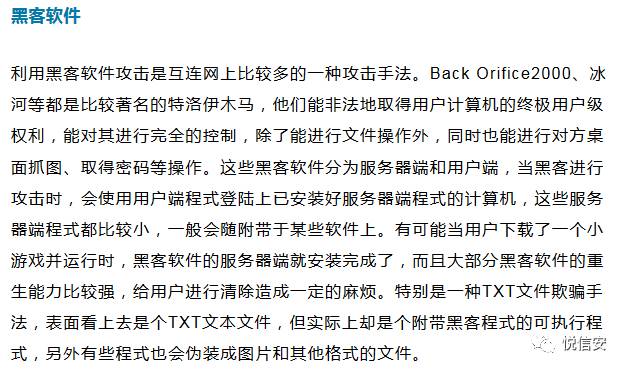 黑客软件
利用黑客软件攻击是互连网上比较多的一种攻击手法。Back Orifice2000、冰
河等都是比较著名的特洛伊木马，他们能非法地取得用户计算机的终极用户级
权利，能对其进行完全的控制，除了能进行文件操作外，同时也能进行对方桌
面抓图、取得密码等操作。这些黑客软件分为服务器端和用户端，当黑客进行
攻击时，会使用用户端程式登陆上已安装好服务器端程式的计算机，这些服务
器端程式都比较小，一般会随附带于某些软件上。有可能当用户下载了一个小
游戏并运行时，黑客软件的服务器端就安装完成了，而且大部分黑客软件的重
生能力比较强，给用户进行清除造成一定的麻烦。特别是一种TXT文件欺骗手
法，表面看上去是个TXT文本文件，但实际上却是个附带黑客程式的可执行程
式，另外有些程式也会伪装成图片和其他格式的文件。
悦信安